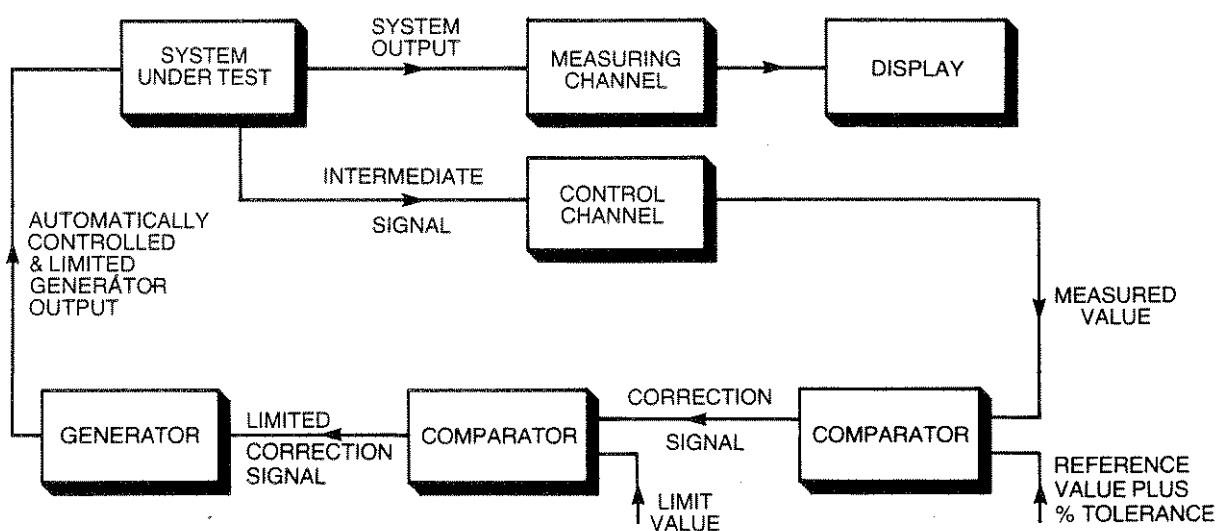 SYSTEM
UNDER TEST
SYSTEM
OUTPUT
MEASURING
CHANNEL
DISPLAY
INTERMEDIATE
SIGNAL
CONTROL
CHANNEL
AUTOMATICALLY
CONTROLLED
& LIMITED
GENERATOR
OUTPUT
MEASURED
VALUE
GENERATOR
LIMITED
CORRECTION
SIGNAL
COMPARATOR
CORRECTION
SIGNAL
COMPARATOR
LIMIT
VALUE
REFERENCE
VALUE PLUS
% TOLERANCE